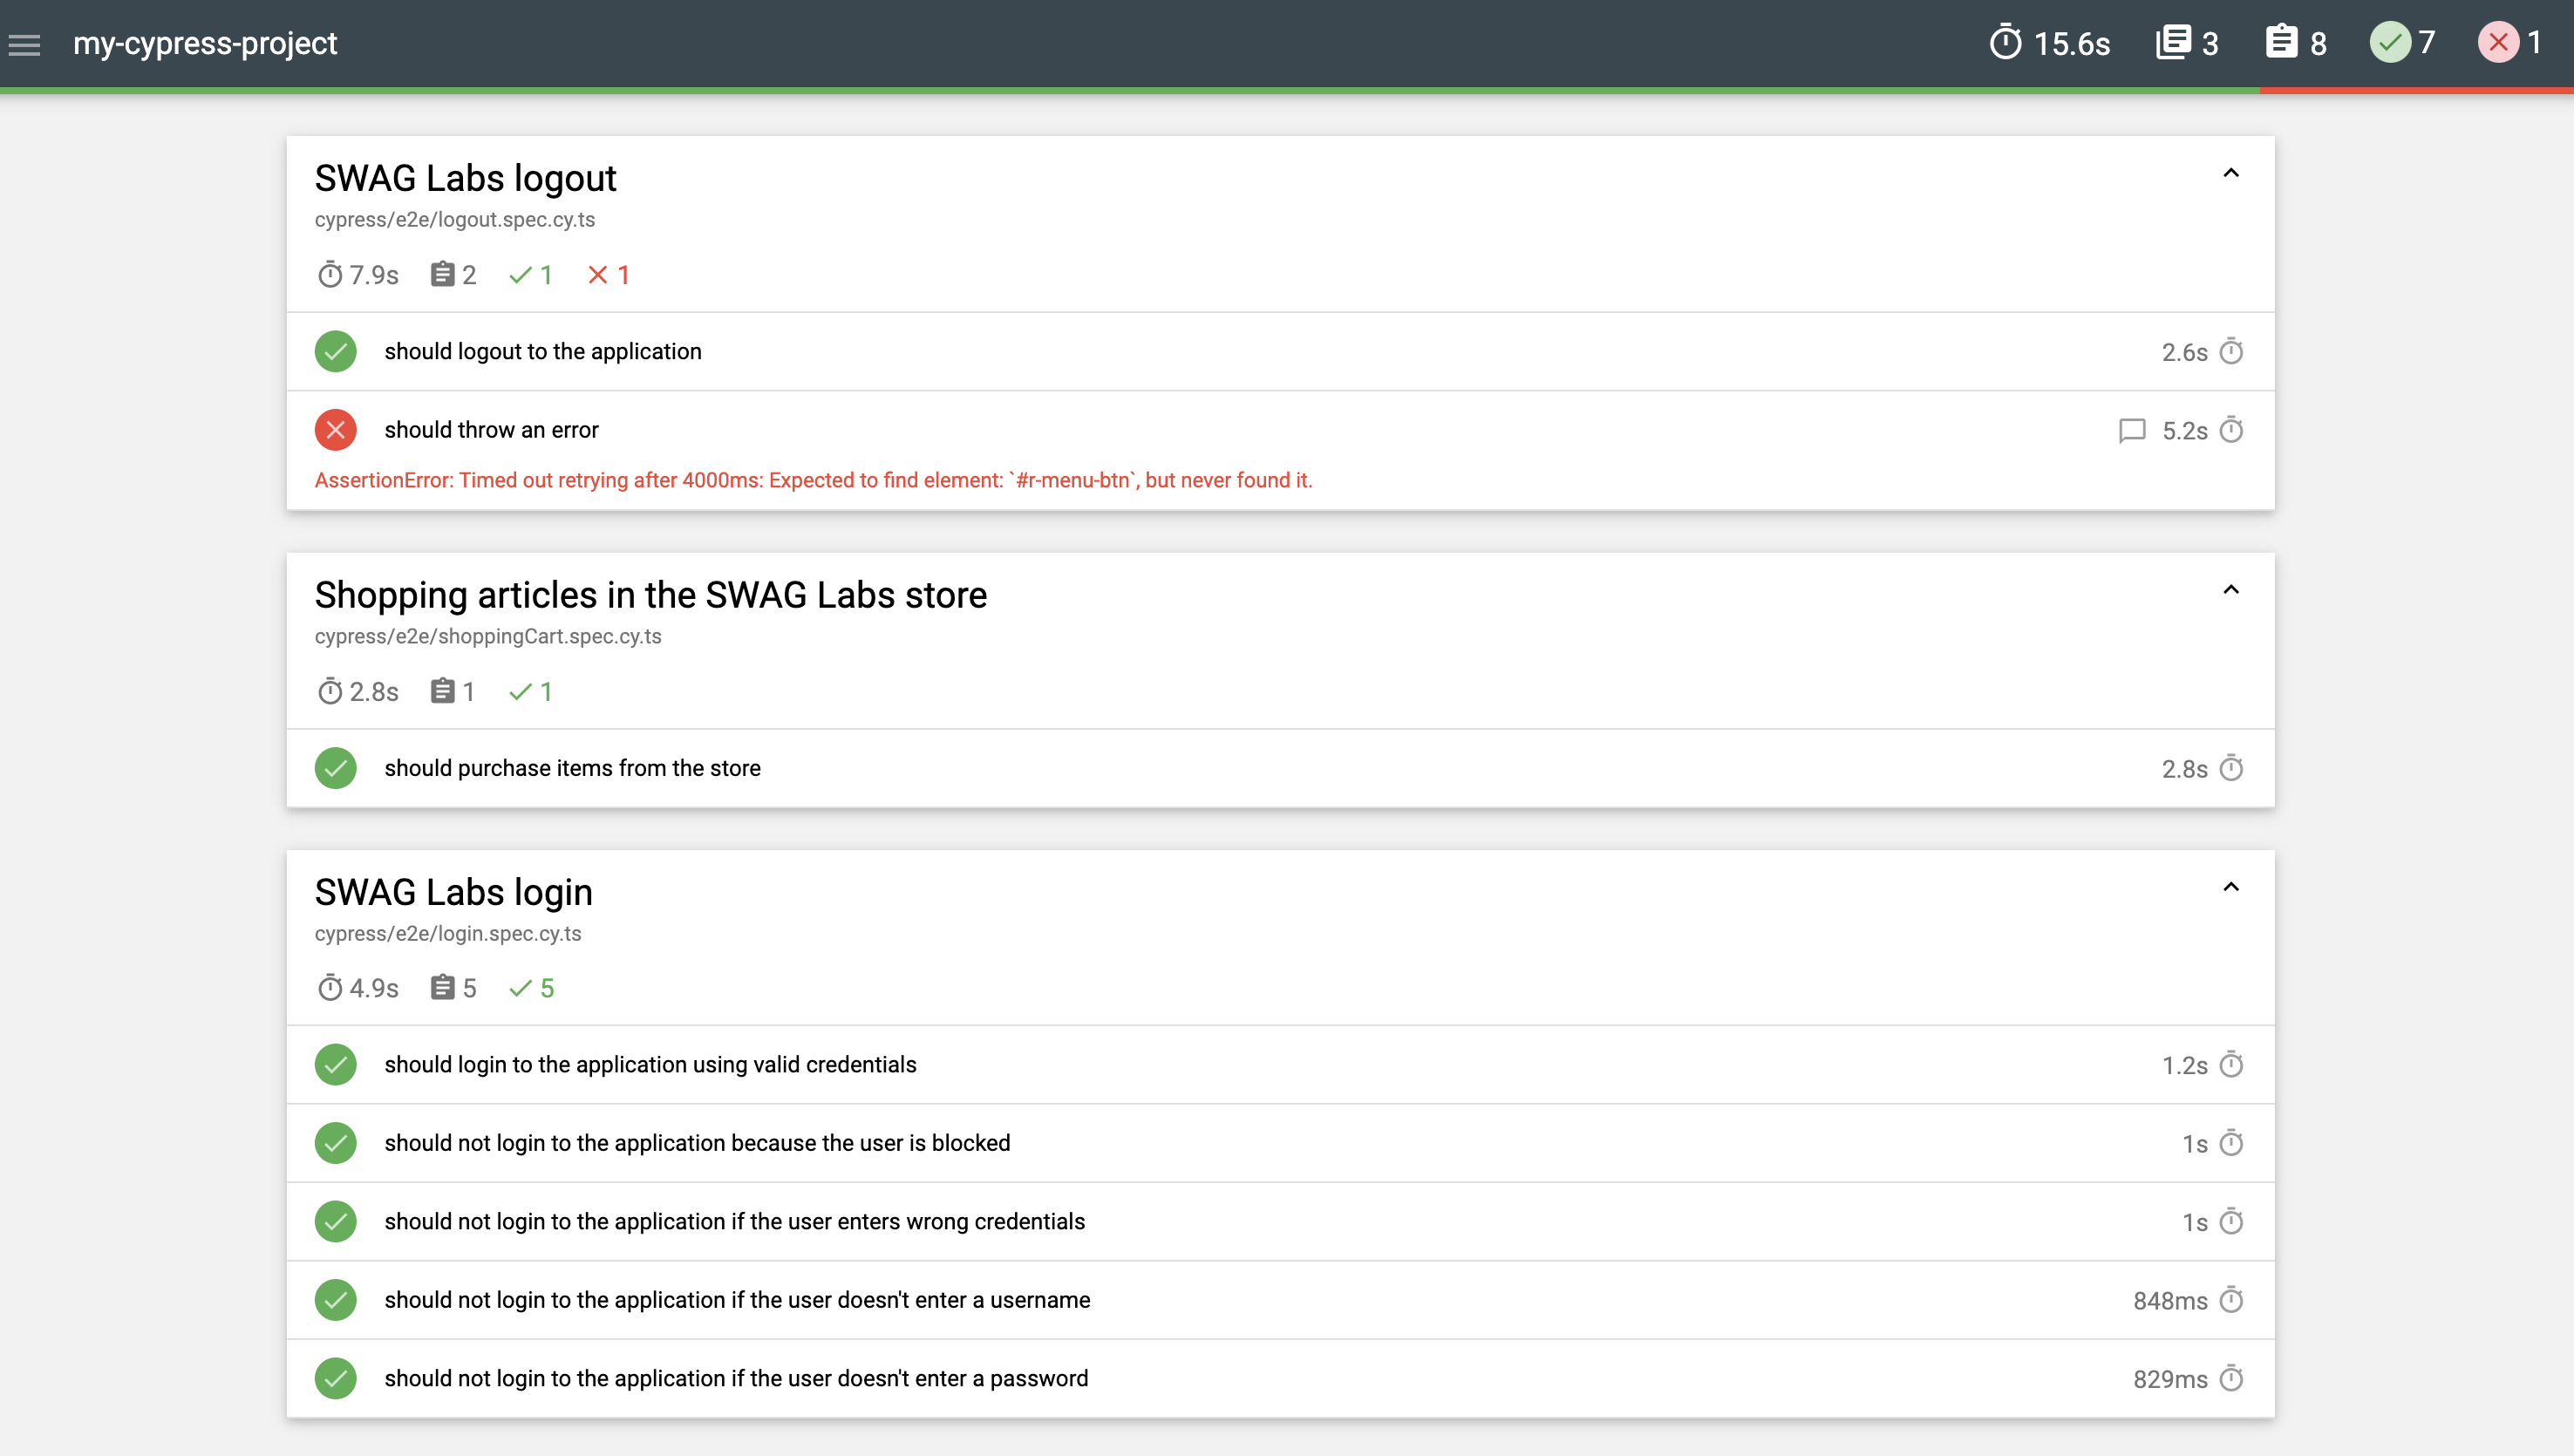 my-cypress-project 15.6s 3 8 7 1
SWAG Labs logout
cypress/e2e/logout.spec.cy.ts
7.9s 2 1 1
should logout to the application 2.6s
should throw an error 5.2s
AssertionError: Timed out retrying after 4000ms: Expected to find element: `#r-menu-btn`, but never found it.
Shopping articles in the SWAG Labs store
cypress/e2e/shoppingCart.spec.cy.ts
2.8s 1 1
should purchase items from the store 2.8s
SWAG Labs login
cypress/e2e/login.spec.cy.ts
4.9s 5 5
should login to the application using valid credentials 1.2s
should not login to the application because the user is blocked 1s
should not login to the application if the user enters wrong credentials 1s
should not login to the application if the user doesn't enter a username 848ms
should not login to the application if the user doesn't enter a password 829ms